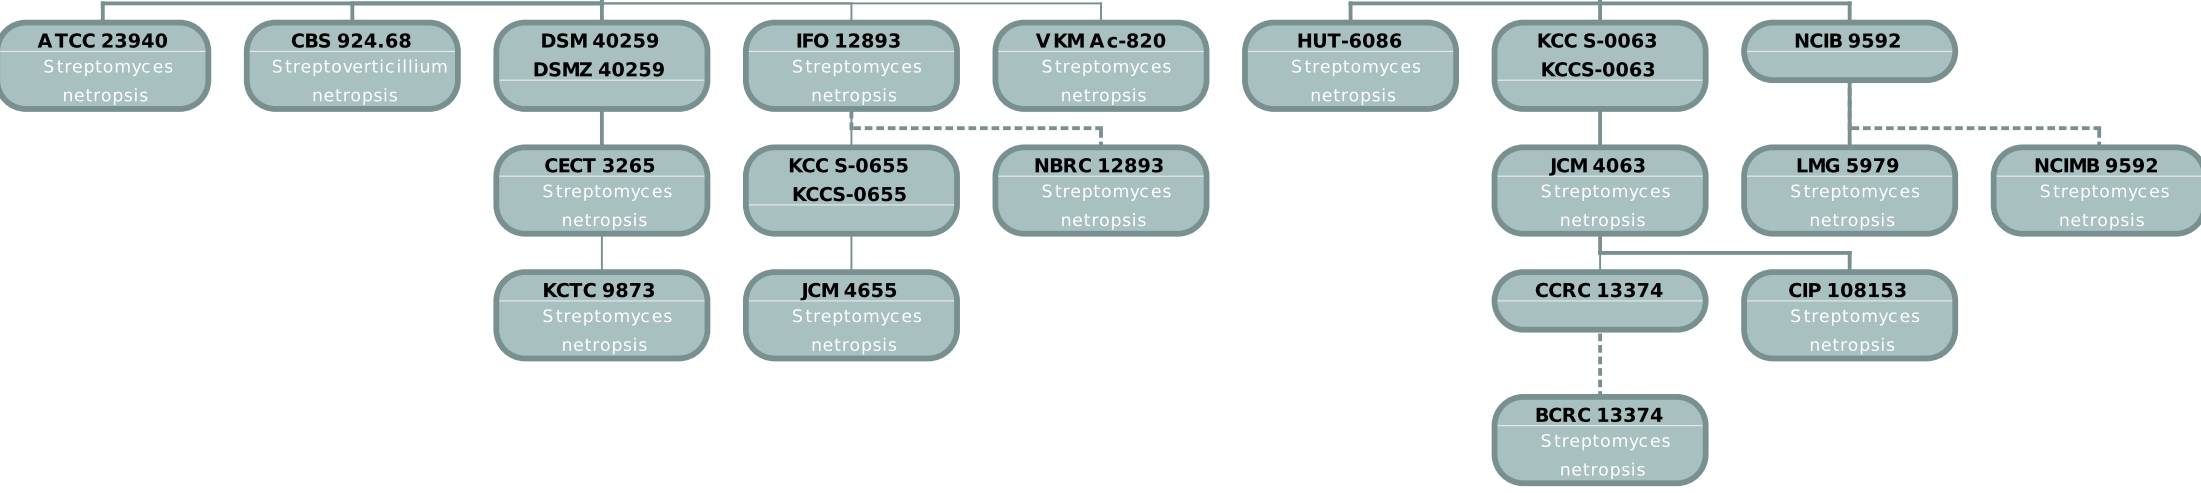 ATCC 23940
Streptomyces
netropsis
CBS 924.68
Streptoverticillium
netropsis
DSM 40259
DSMZ 40259
IFO 12893
Streptomyces
netropsis
VKM Ac-820
Streptomyces
netropsis
HUT-6086
Streptomyces
netropsis
KCC S-0063
KCCS-0063
NCIB 9592
CECT 3265
Streptomyces
netropsis
KCC S-0655
KCCS-0655
NBRC 12893
Streptomyces
netropsis
JCM 4063
Streptomyces
netropsis
LMG 5979
Streptomyces
netropsis
NCIMB 9592
Streptomyces
netropsis
KCTC 9873
Streptomyces
netropsis
JCM 4655
Streptomyces
netropsis
CCRC 13374
CIP 108153
Streptomyces
netropsis
BCRC 13374
Streptomyces
netropsis